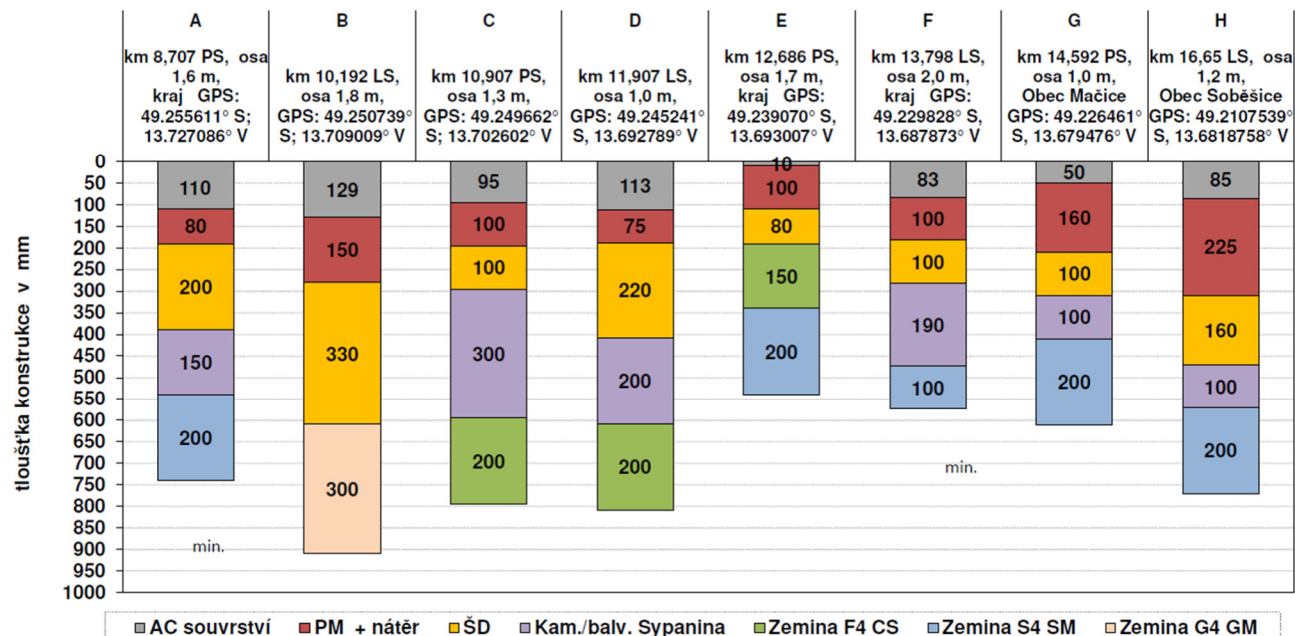 A
km 8,707 PS, osa
1,6 m,
kraj GPS:
49.255611° S;
13.727086° V
B
km 10,192 LS,
osa 1,8 m,
GPS: 49.250739°
S; 13.709009° V
C
km 10,907 PS,
osa 1,3 m,
GPS: 49.249662°
S; 13.702602° V
D
km 11,907 LS,
osa 1,0 m,
GPS: 49.245241°
S; 13.692789° V
E
km 12,686 PS,
osa 1,7 m,
kraj GPS:
49.239070° S,
13.693007° V
F
km 13,798 LS,
osa 2,0 m,
kraj GPS:
49.229828° S,
13.687873° V
G
km 14,592 PS,
osa 1,0 m,
Obec Mačice
GPS: 49.226461°
S, 13.679476° V
H
km 16,65 LS, osa
1,2 m,
Obec Soběšice
GPS: 49.2107539°
S, 13.6818758° V
tloušťka konstrukce v mm
0
50
100
150
200
250
300
350
400
450
500
550
600
650
700
750
800
850
900
950
1000
110
80
200
150
200
min.
129
150
330
300
95
100
100
300
200
113
75
220
200
200
10
100
80
150
200
83
100
100
190
100
min.
50
160
100
100
200
85
225
160
100
200
AC souvrství PM + nátěr ŠD Kam./balv. Sypanina Zemina F4 CS Zemina S4 SM Zemina G4 GM